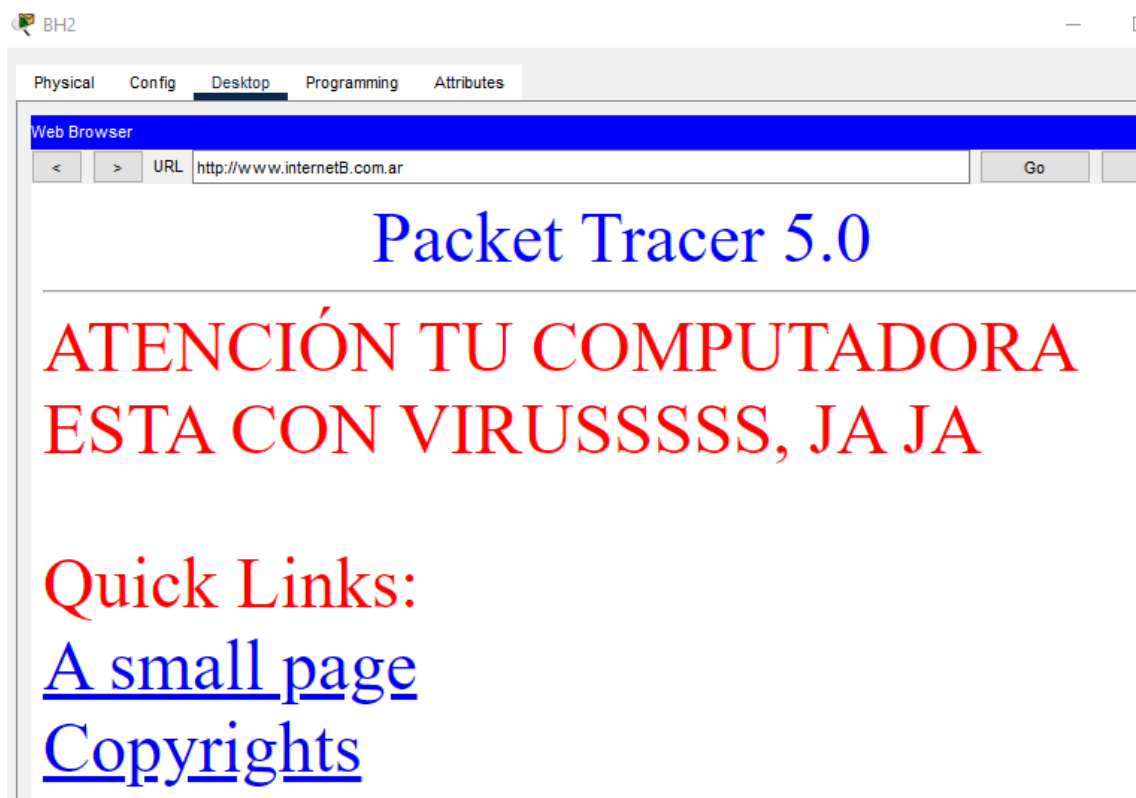 BH2
Physical Config Desktop Programming Attributes
Web Browser
< > URL http://www.internetB.com.ar Go
Packet Tracer 5.0
ATENCIÓN TU COMPUTADORA
ESTA CON VIRUSSSSS, JA JA
Quick Links:
A small page
Copyrights